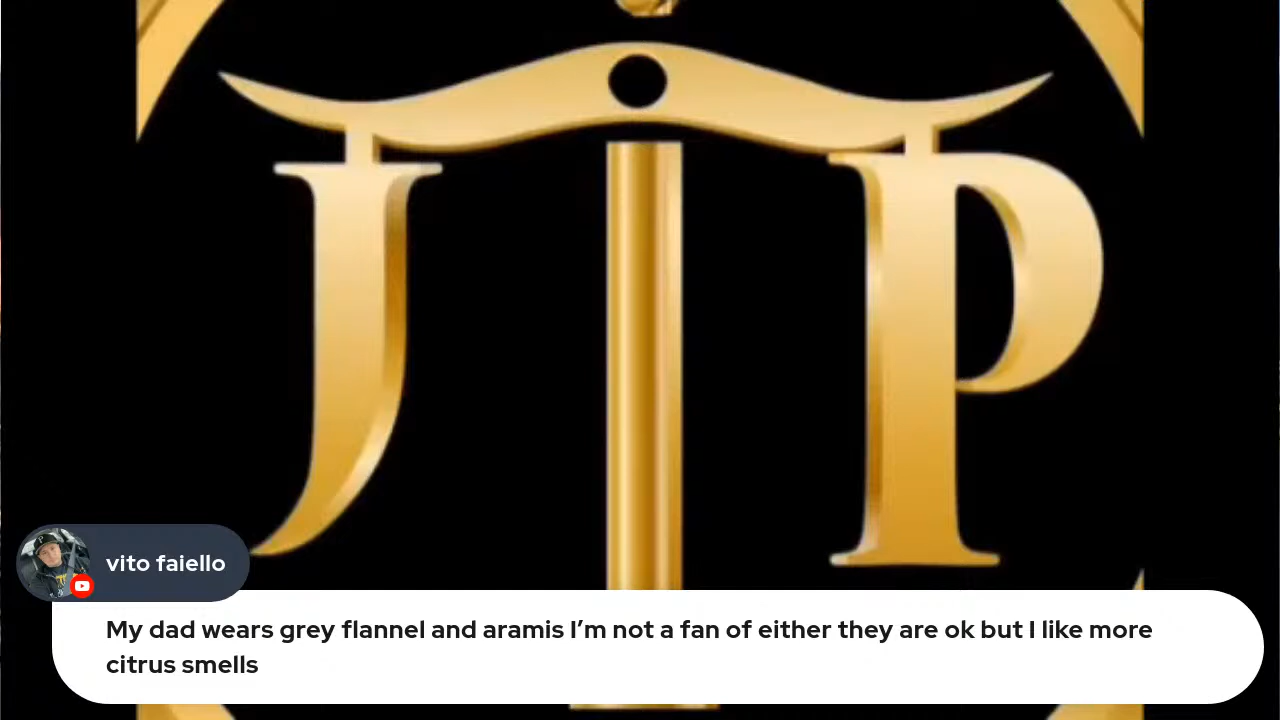 J P
vito faiello
My dad wears grey flannel and aramis I’m not a fan of either they are ok but I like more
citrus smells